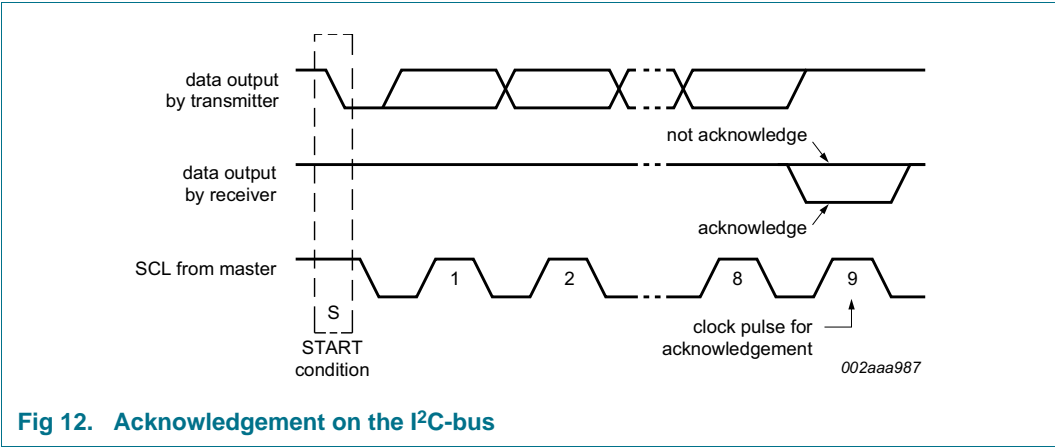 data output
by transmitter
not acknowledge
data output
by receiver
acknowledge
SCL from master
1
2
8
9
S
START
condition
clock pulse for
acknowledgement
002aaa987
Fig 12. Acknowledgement on the I²C-bus